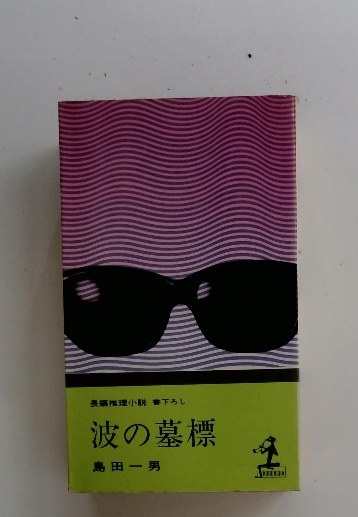 長編推理小説 書下ろし
波の墓標
島田一男